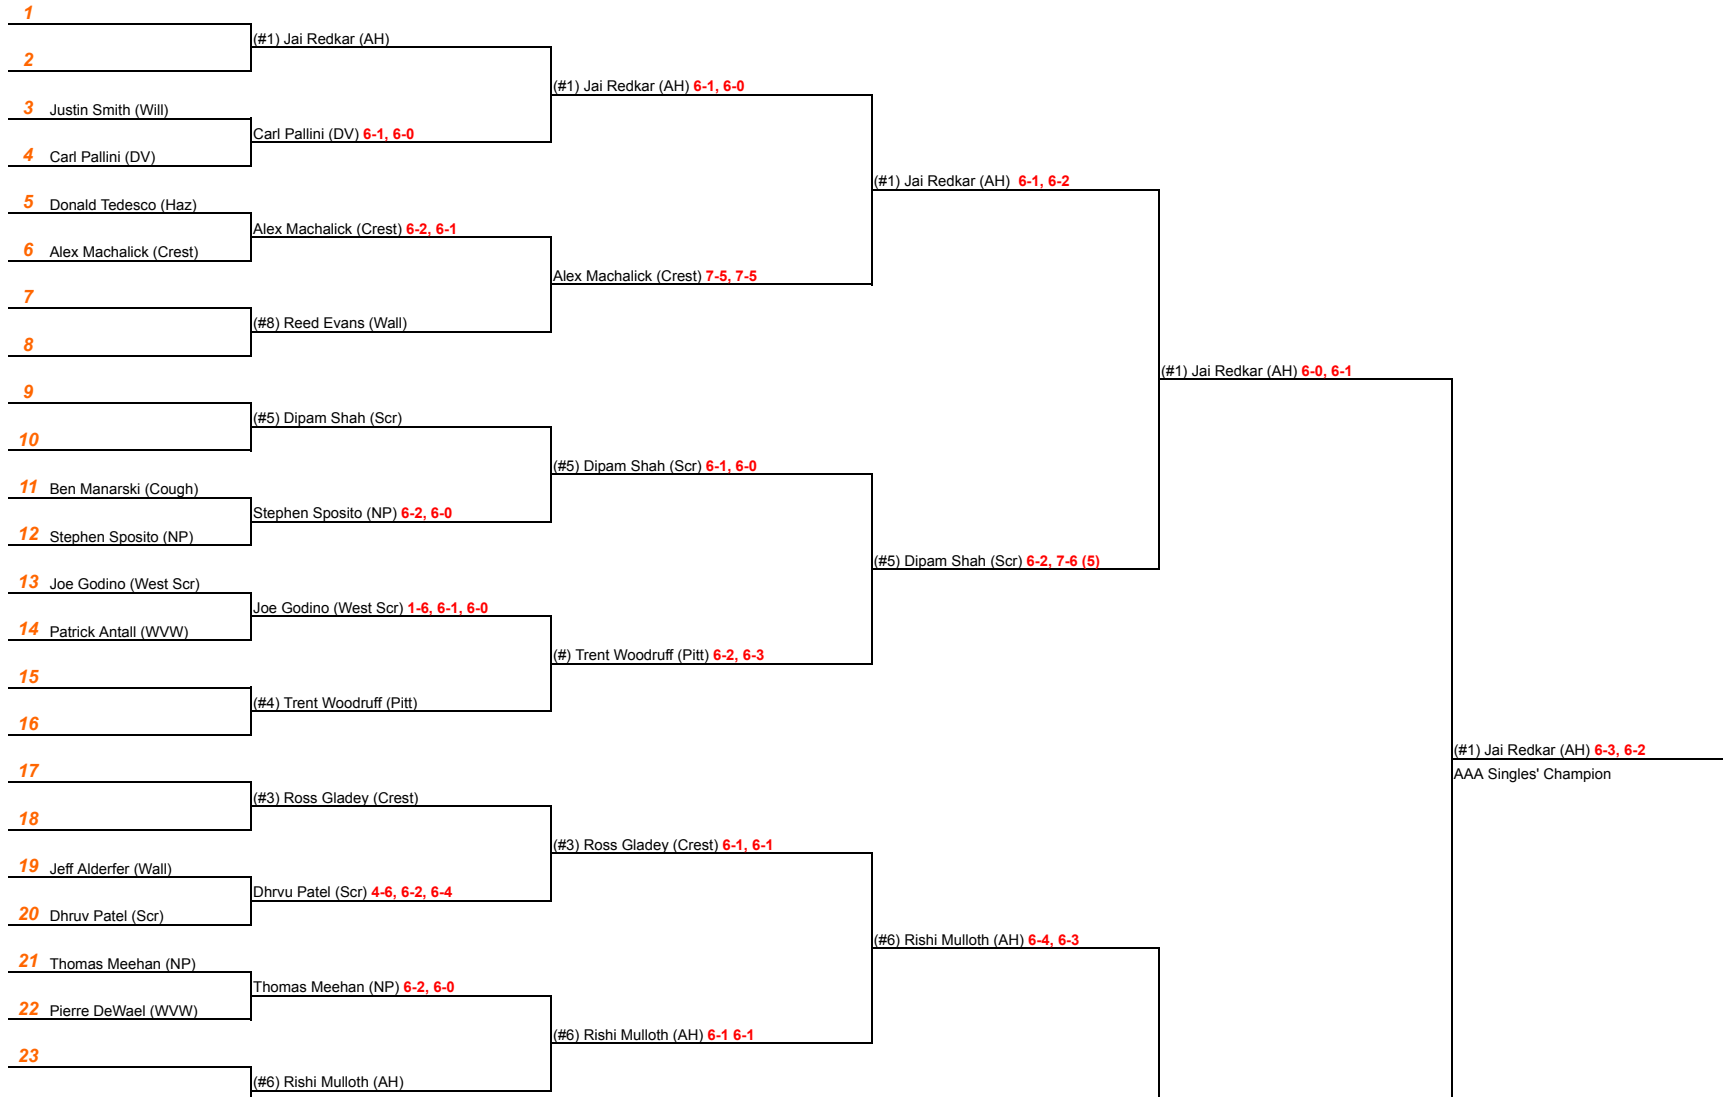 1
(#1) Jai Redkar (AH)
2
(#1) Jai Redkar (AH) 6-1, 6-0
3 Justin Smith (Will)
Carl Pallini (DV) 6-1, 6-0
4 Carl Pallini (DV)
(#1) Jai Redkar (AH) 6-1, 6-2
5 Donald Tedesco (Haz)
Alex Machalick (Crest) 6-2, 6-1
6 Alex Machalick (Crest)
Alex Machalick (Crest) 7-5, 7-5
7
(#8) Reed Evans (Wall)
8
(#1) Jai Redkar (AH) 6-0, 6-1
9
(#5) Dipam Shah (Scr)
10
(#5) Dipam Shah (Scr) 6-1, 6-0
11 Ben Manarski (Cough)
Stephen Sposito (NP) 6-2, 6-0
12 Stephen Sposito (NP)
(#5) Dipam Shah (Scr) 6-2, 7-6 (5)
13 Joe Godino (West Scr)
Joe Godino (West Scr) 1-6, 6-1, 6-0
14 Patrick Antall (WVW)
(#) Trent Woodruff (Pitt) 6-2, 6-3
15
(#4) Trent Woodruff (Pitt)
16
(#1) Jai Redkar (AH) 6-3, 6-2
AAA Singles' Champion
17
(#3) Ross Gladey (Crest)
18
(#3) Ross Gladey (Crest) 6-1, 6-1
19 Jeff Alderfer (Wall)
Dhrvu Patel (Scr) 4-6, 6-2, 6-4
20 Dhruv Patel (Scr)
(#6) Rishi Mulloth (AH) 6-4, 6-3
21 Thomas Meehan (NP)
Thomas Meehan (NP) 6-2, 6-0
22 Pierre DeWael (WVW)
(#6) Rishi Mulloth (AH) 6-1 6-1
23
(#6) Rishi Mulloth (AH)